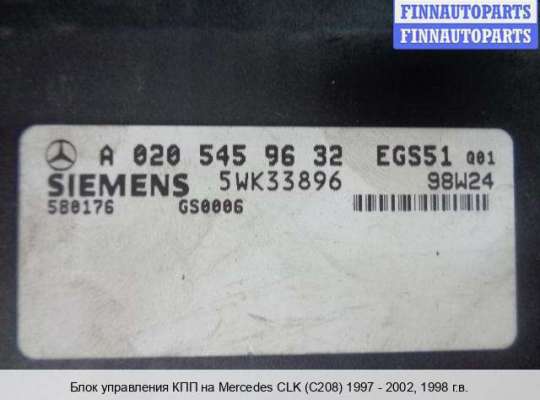 FINNAUTOPARTS
FINNAUTOPARTS
A 020 545 96 32 EGS51 Q01
SIEMENS 5WK33896 98W24
580176 GS0006
Блок управления КПП на Mercedes CLK (C208) 1997 - 2002, 1998 г.в.